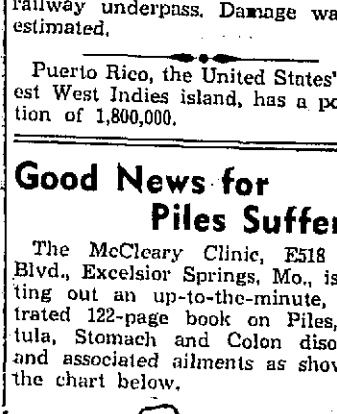 railway underpass. Damage wa
estimated.
Puerto Rico, the United States'
est West Indies island, has a po
tion of 1,800,000.
Good News for
Piles Suffer
The McCleary Clinic, E518
Blvd., Excelsior Springs, Mo., is
ting out an up-to-the-minute,
trated 122-page book on Piles,
tula, Stomach and Colon diso
and associated ailments as show
the chart below.